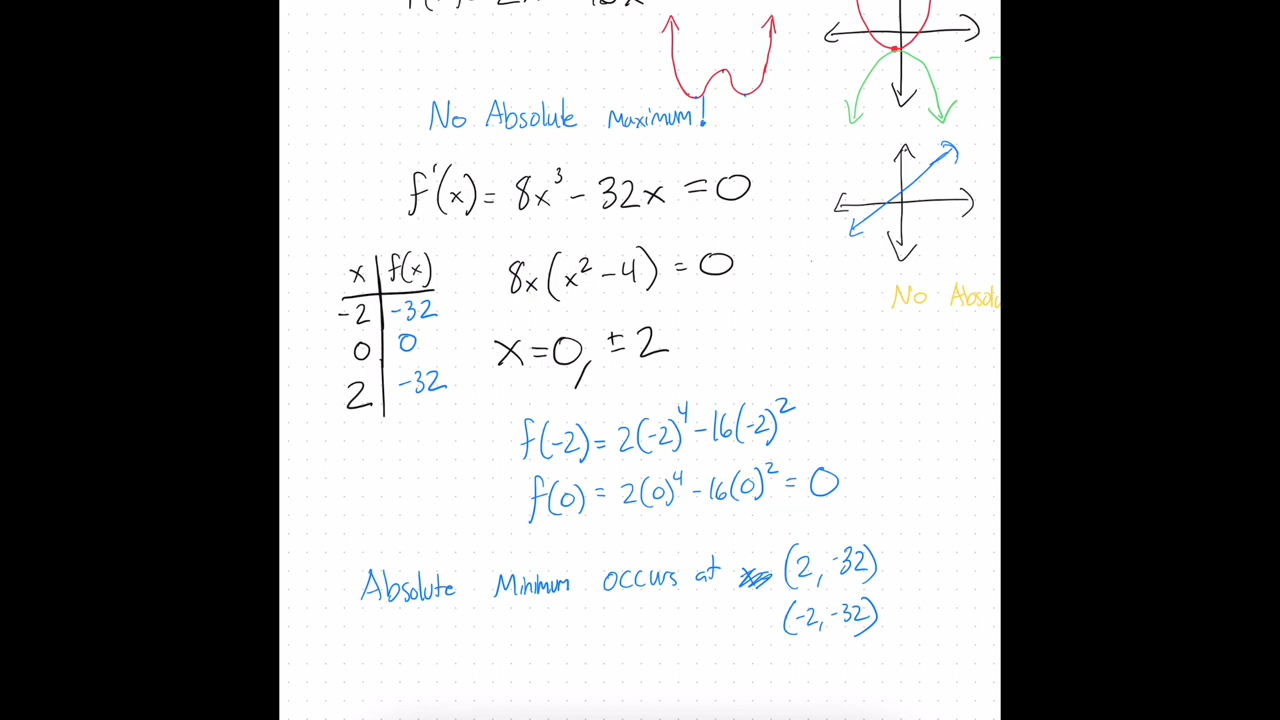 No Absolute maximum!
f'(x) = 8x³ - 32x = 0
8x(x² - 4) = 0
x = 0, ± 2
x | f(x)
-2 | -32
0 | 0
2 | -32
No
f(-2) = 2(-2)⁴ - 16(-2)²
f(0) = 2(0)⁴ - 16(0)² = 0
Absolute Minimum occurs at (2, -32)
(-2, -32)